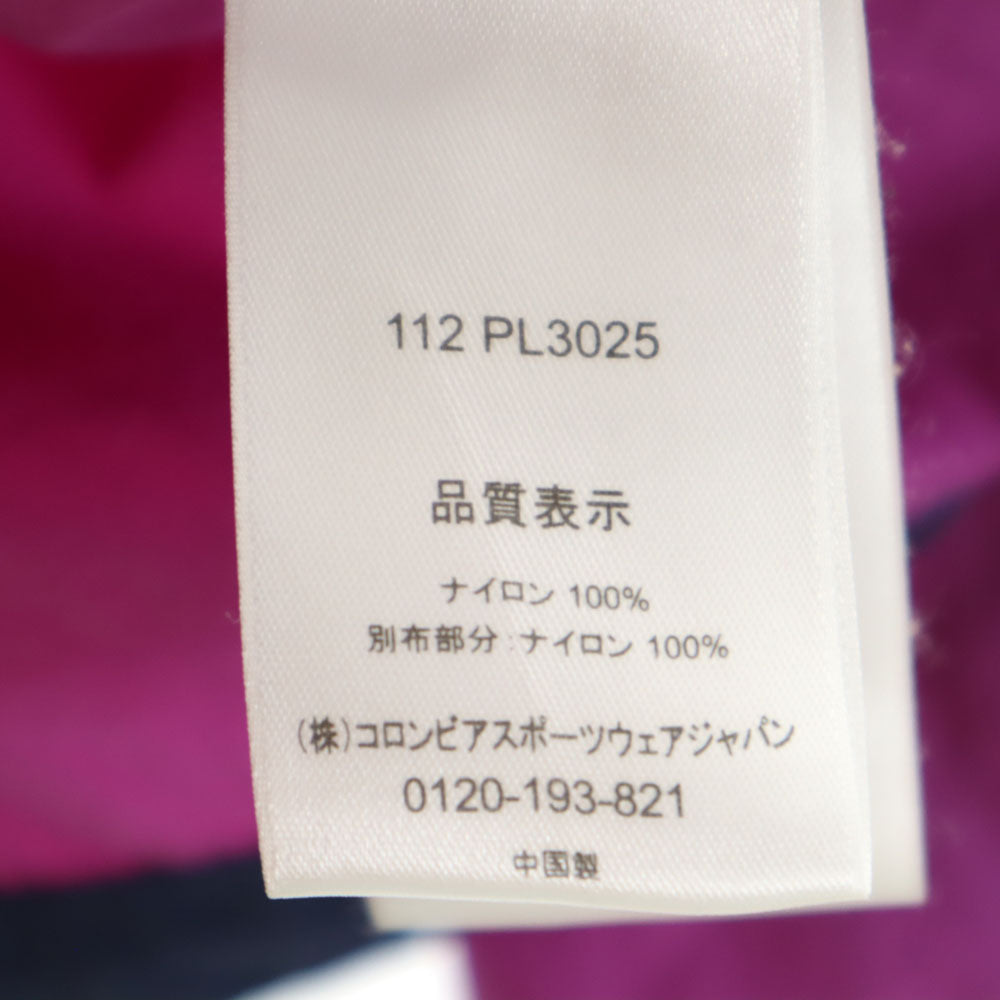 112 PL3025
品質表示
ナイロン 100%
別布部分:ナイロン 100%
(株)コロンビアスポーツウェアジャパン
0120-193-821
中国製